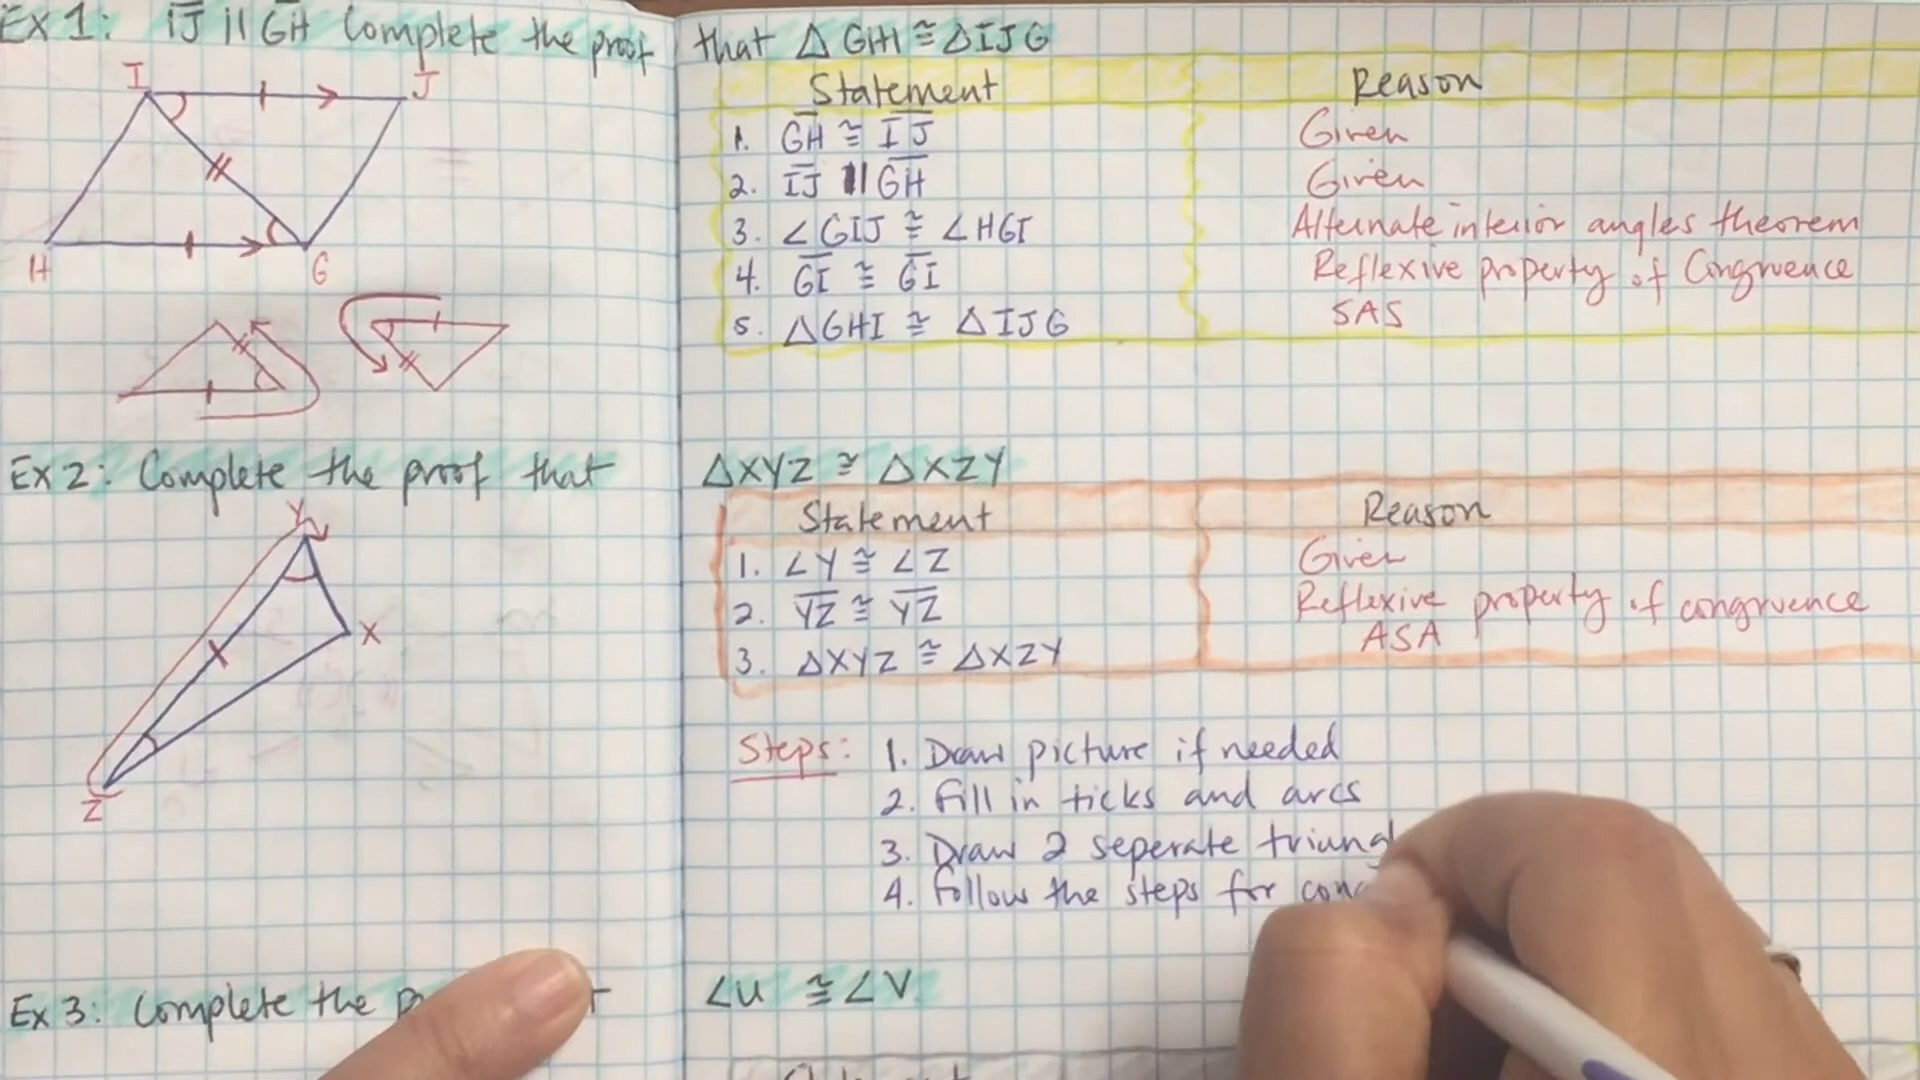 Ex 1: IJ || GH Complete the proof that △ GHI ≅ △ IJG
I
J
H
G
Statement Reason
1. GH ≅ IJ Given
2. IJ || GH Given
3. ∠GIJ ≅ ∠HGI Alternate interior angles theorem
4. GI ≅ GI Reflexive property of Congruence
5. △GHI ≅ △IJG SAS
Ex 2: Complete the proof that △XYZ ≅ △XZY
Y
X
Z
Statement Reason
1. ∠Y ≅ ∠Z Given
2. YZ ≅ YZ Reflexive property of congruence
3. △XYZ ≅ △XZY ASA
Steps: 1. Draw picture if needed
2. Fill in ticks and arcs
3. Draw 2 seperate
4. Follow the steps for
Ex 3: Complete the ∠U ≅ ∠V